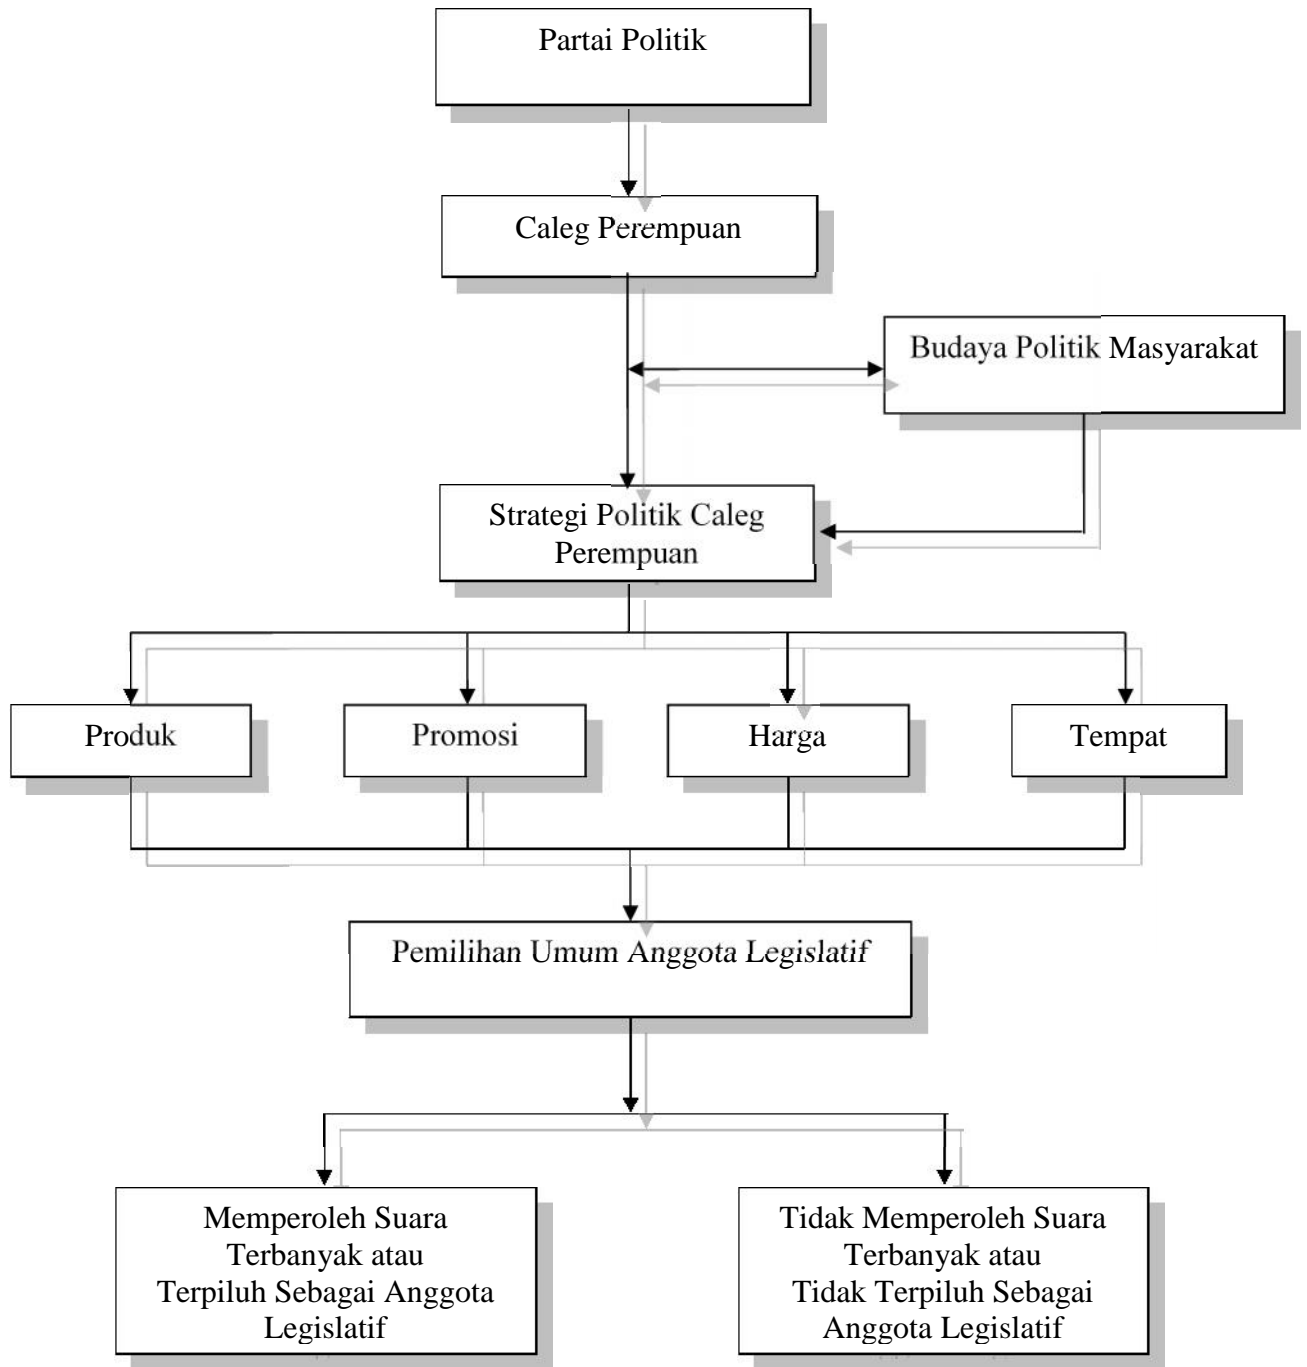 Partai Politik
Caleg Perempuan
Budaya Politik Masyarakat
Strategi Politik Caleg
Perempuan
Produk
Promosi
Harga
Tempat
Pemilihan Umum Anggota Legislatif
Memperoleh Suara
Terbanyak atau
Terpiluh Sebagai Anggota
Legislatif
Tidak Memperoleh Suara
Terbanyak atau
Tidak Terpiluh Sebagai
Anggota Legislatif